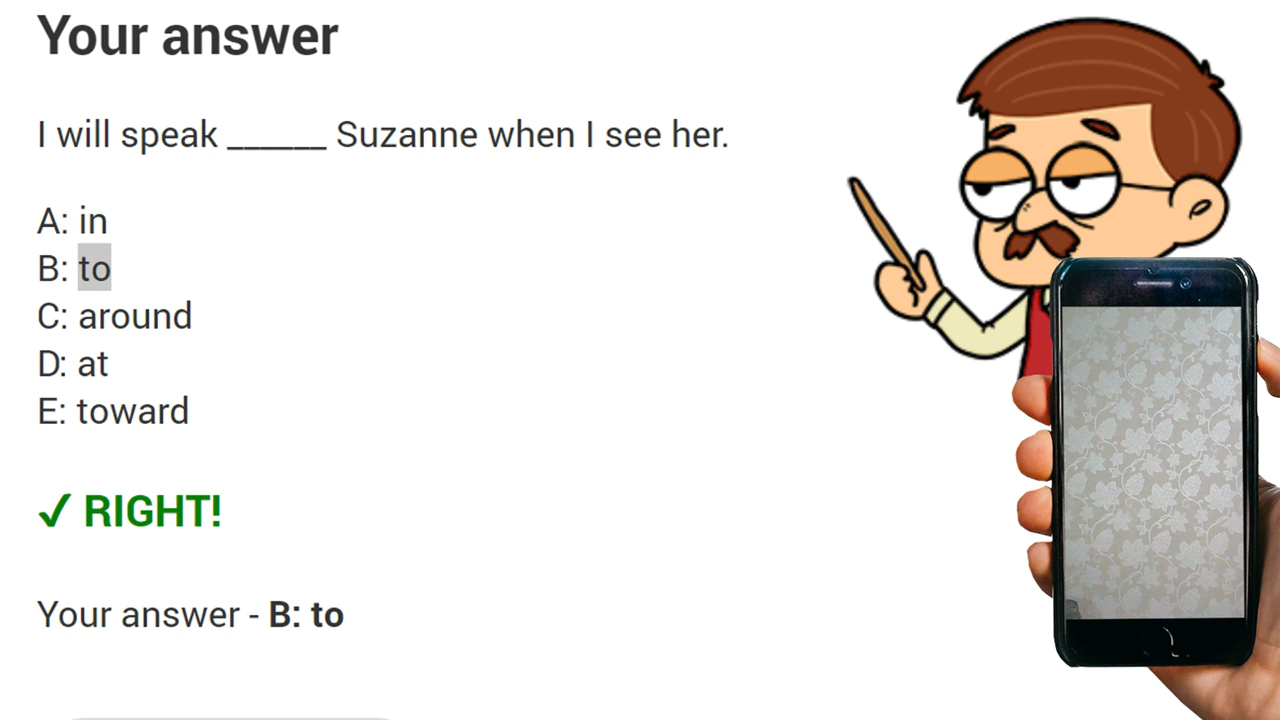 Your answer
I will speak ______ Suzanne when I see her.
A: in
B: to
C: around
D: at
E: toward
✓ RIGHT!
Your answer - B: to